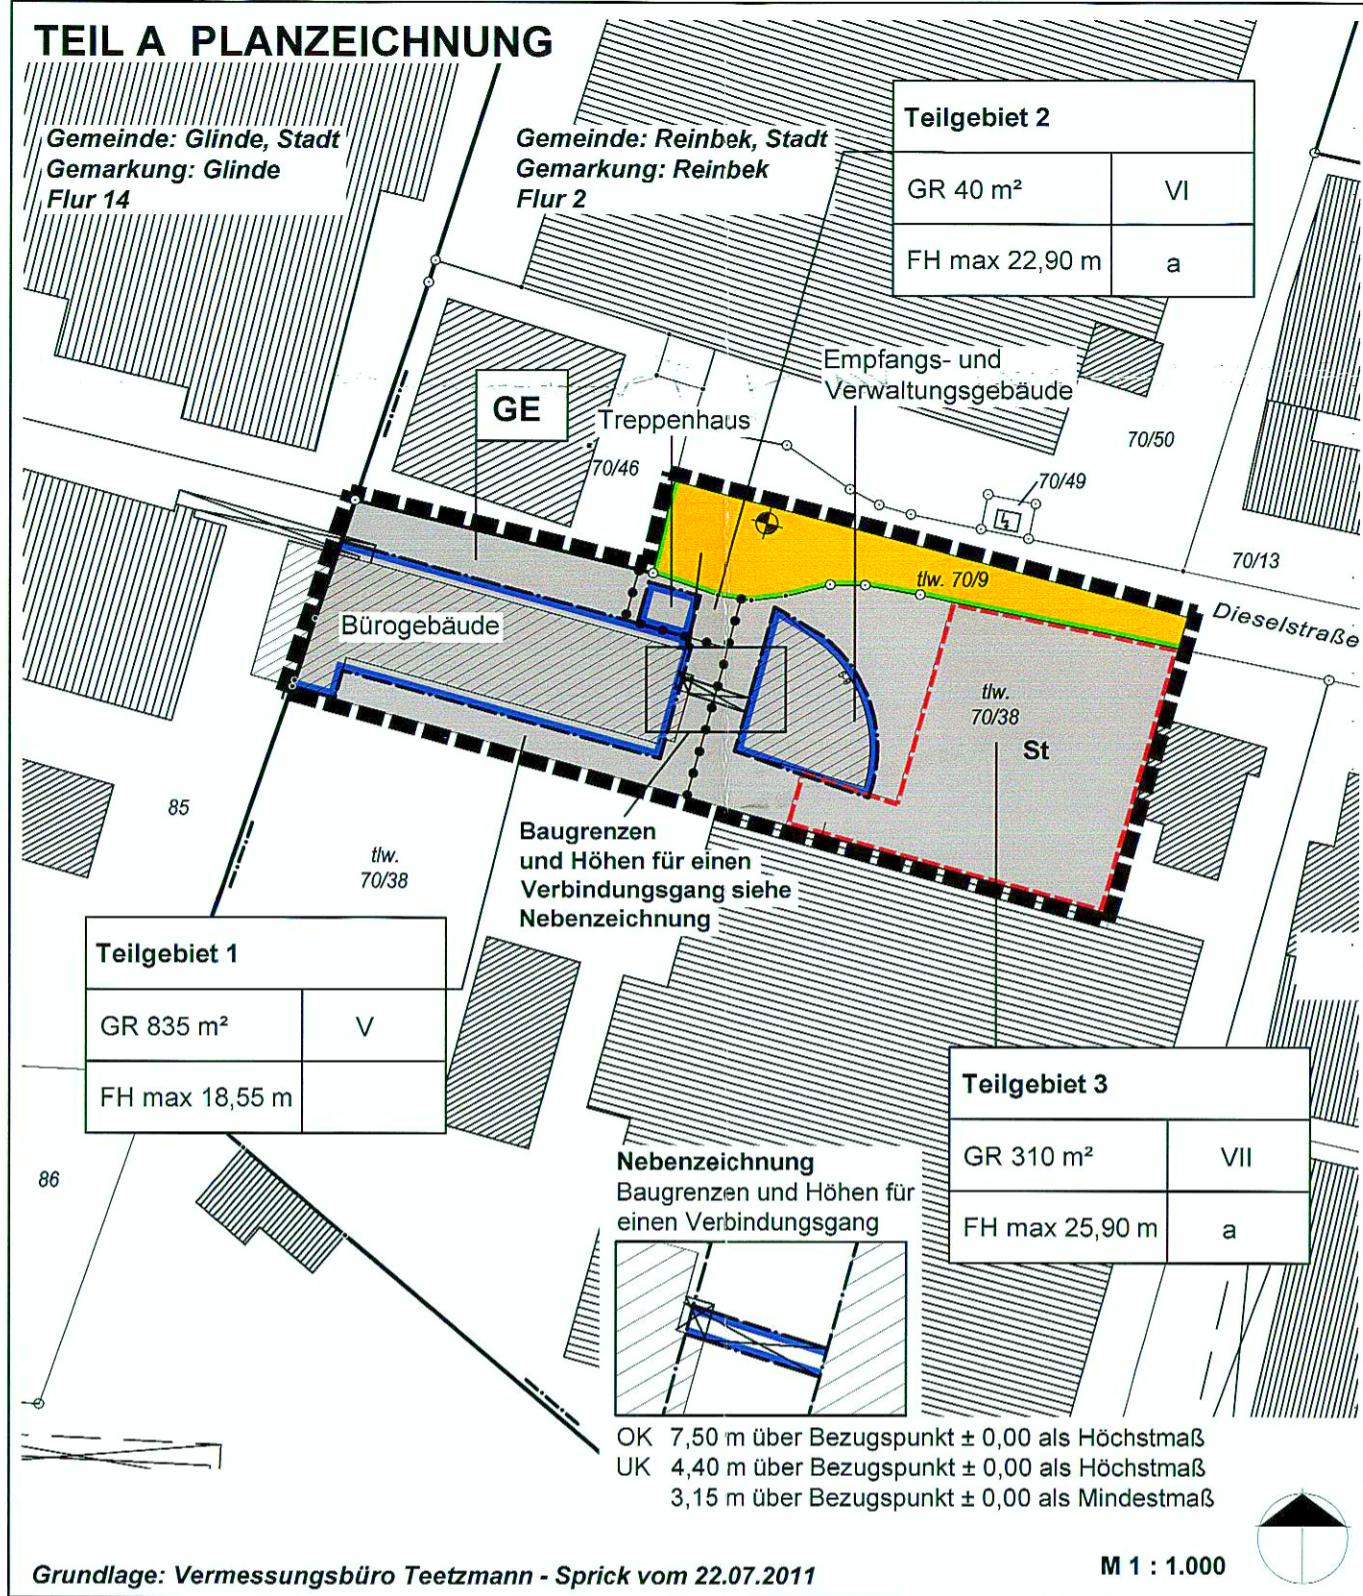 TEIL A PLANZEICHNUNG
Gemeinde: Glinde, Stadt
Gemarkung: Glinde
Flur 14
Gemeinde: Reinbek, Stadt
Gemarkung: Reinbek
Flur 2
Teilgebiet 2
GR 40 m² VI
FH max 22,90 m a
Empfangs- und
Verwaltungsgebäude
GE
Treppenhaus
70/46
70/50
70/49
70/13
tlw. 70/9
Dieselstraße
Bürogebäude
tlw.
70/38
St
85
tlw.
70/38
Baugrenzen
und Höhen für einen
Verbindungsgang siehe
Nebenzeichnung
Teilgebiet 1
GR 835 m² V
FH max 18,55 m
86
Teilgebiet 3
GR 310 m² VII
FH max 25,90 m a
Nebenzeichnung
Baugrenzen und Höhen für
einen Verbindungsgang
OK 7,50 m über Bezugspunkt ± 0,00 als Höchstmaß
UK 4,40 m über Bezugspunkt ± 0,00 als Höchstmaß
3,15 m über Bezugspunkt ± 0,00 als Mindestmaß
Grundlage: Vermessungsbüro Teetzmann - Sprick vom 22.07.2011
M 1 : 1.000